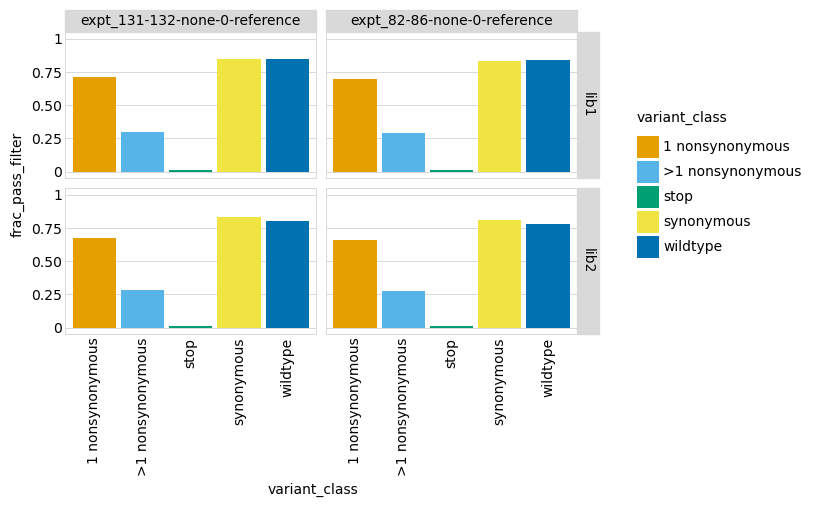 expt_131-132-none-0-reference
expt_82-86-none-0-reference
frac_pass_filter
1
0.75
0.50
0.25
0
lib1
1
0.75
0.50
0.25
0
lib2
1 nonsynonymous
>1 nonsynonymous
stop
synonymous
wildtype
1 nonsynonymous
>1 nonsynonymous
stop
synonymous
wildtype
variant_class
variant_class
1 nonsynonymous
>1 nonsynonymous
stop
synonymous
wildtype